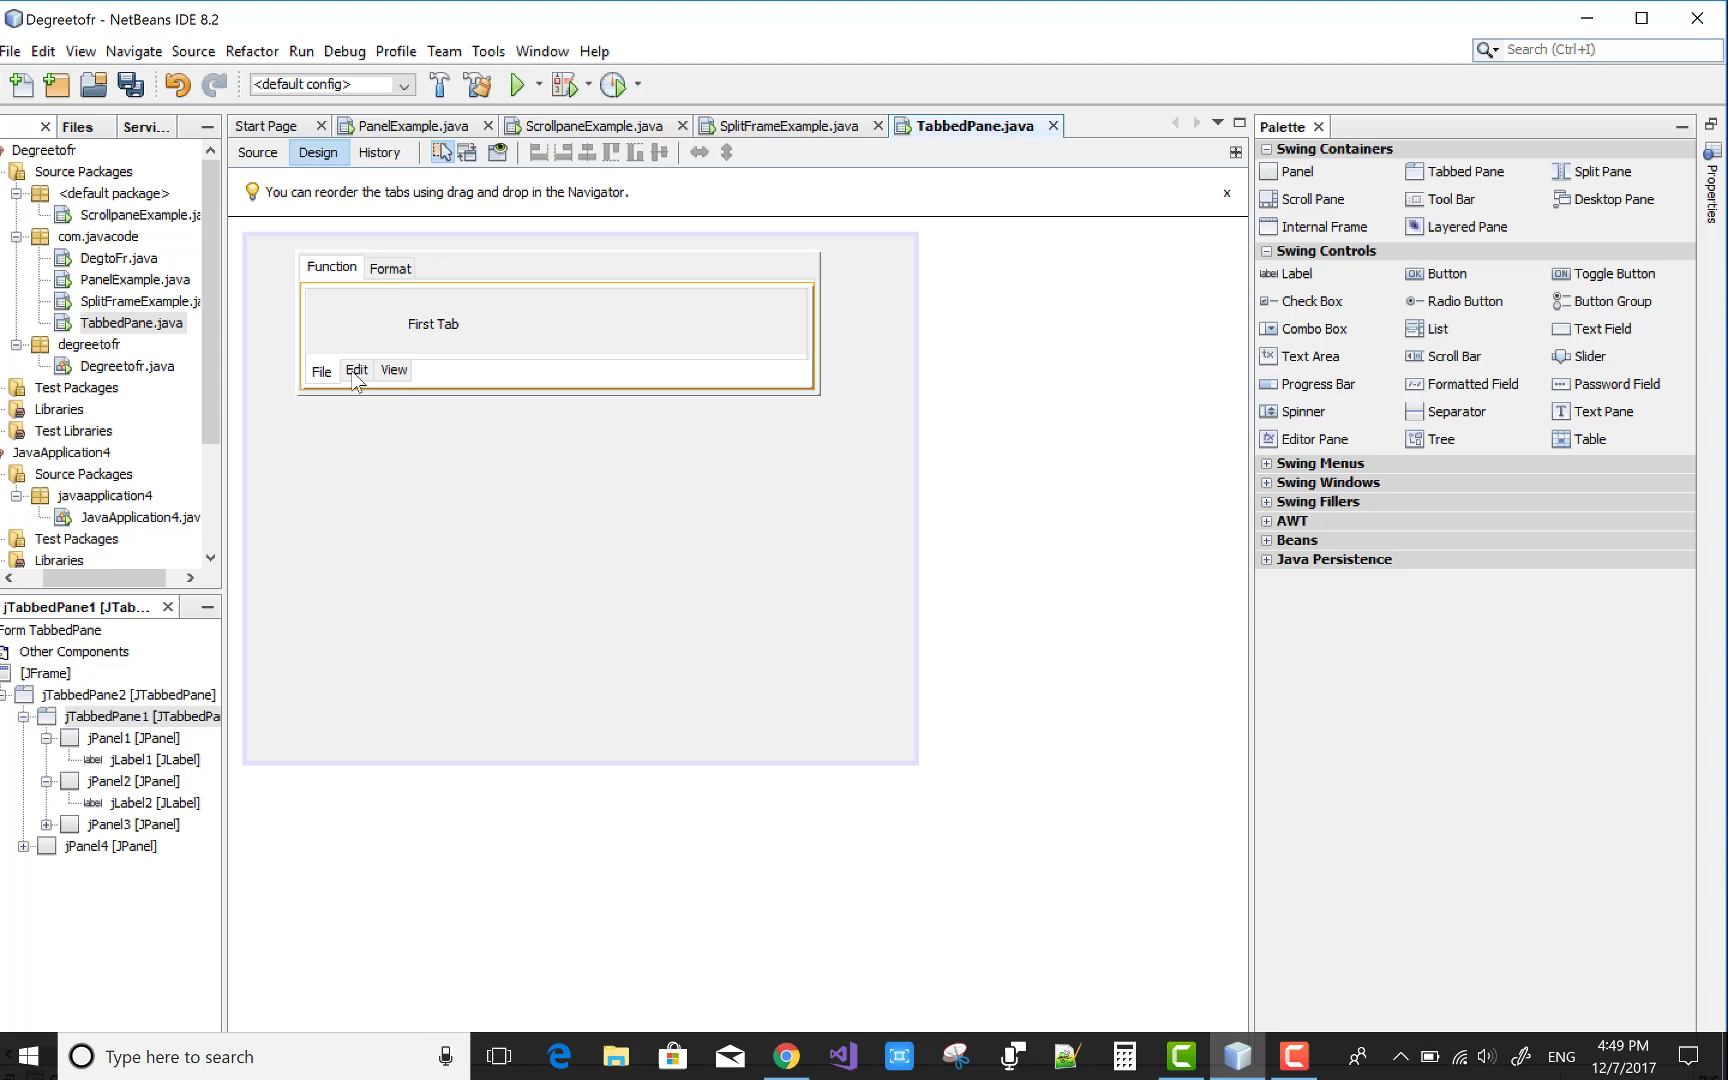 Degreetofr - NetBeans IDE 8.2
File Edit View Navigate Source Refactor Run Debug Profile Team Tools Window Help
Search (Ctrl+I)
<default config>
Files Servi...
Start Page PanelExample.java ScrollpaneExample.java SplitFrameExample.java TabbedPane.java
Source Design History
You can reorder the tabs using drag and drop in the Navigator.
x
Degreetofr
Source Packages
<default package>
ScrollpaneExample.ja
com.javacode
DegtoFr.java
PanelExample.java
SplitFrameExample.ja
TabbedPane.java
degreetofr
Degreetofr.java
Test Packages
Libraries
Test Libraries
JavaApplication4
Source Packages
javaapplication4
JavaApplication4.jav
Test Packages
Libraries
jTabbedPane1 [JTab...
Form TabbedPane
Other Components
[JFrame]
jTabbedPane2 [JTabbedPane]
jTabbedPane1 [JTabbedPa
jPanel1 [JPanel]
label jLabel1 [JLabel]
jPanel2 [JPanel]
label jLabel2 [JLabel]
jPanel3 [JPanel]
jPanel4 [JPanel]
Function Format
First Tab
File Edit View
Palette
Swing Containers
Panel Tabbed Pane Split Pane
Scroll Pane Tool Bar Desktop Pane
Internal Frame Layered Pane
Swing Controls
label Label OK Button ON Toggle Button
Check Box Radio Button Button Group
Combo Box List Text Field
Text Area Scroll Bar Slider
Progress Bar Formatted Field Password Field
Spinner Separator T Text Pane
Editor Pane Tree Table
Swing Menus
Swing Windows
Swing Fillers
AWT
Beans
Java Persistence
Properties
Type here to search
ENG
4:49 PM
12/7/2017